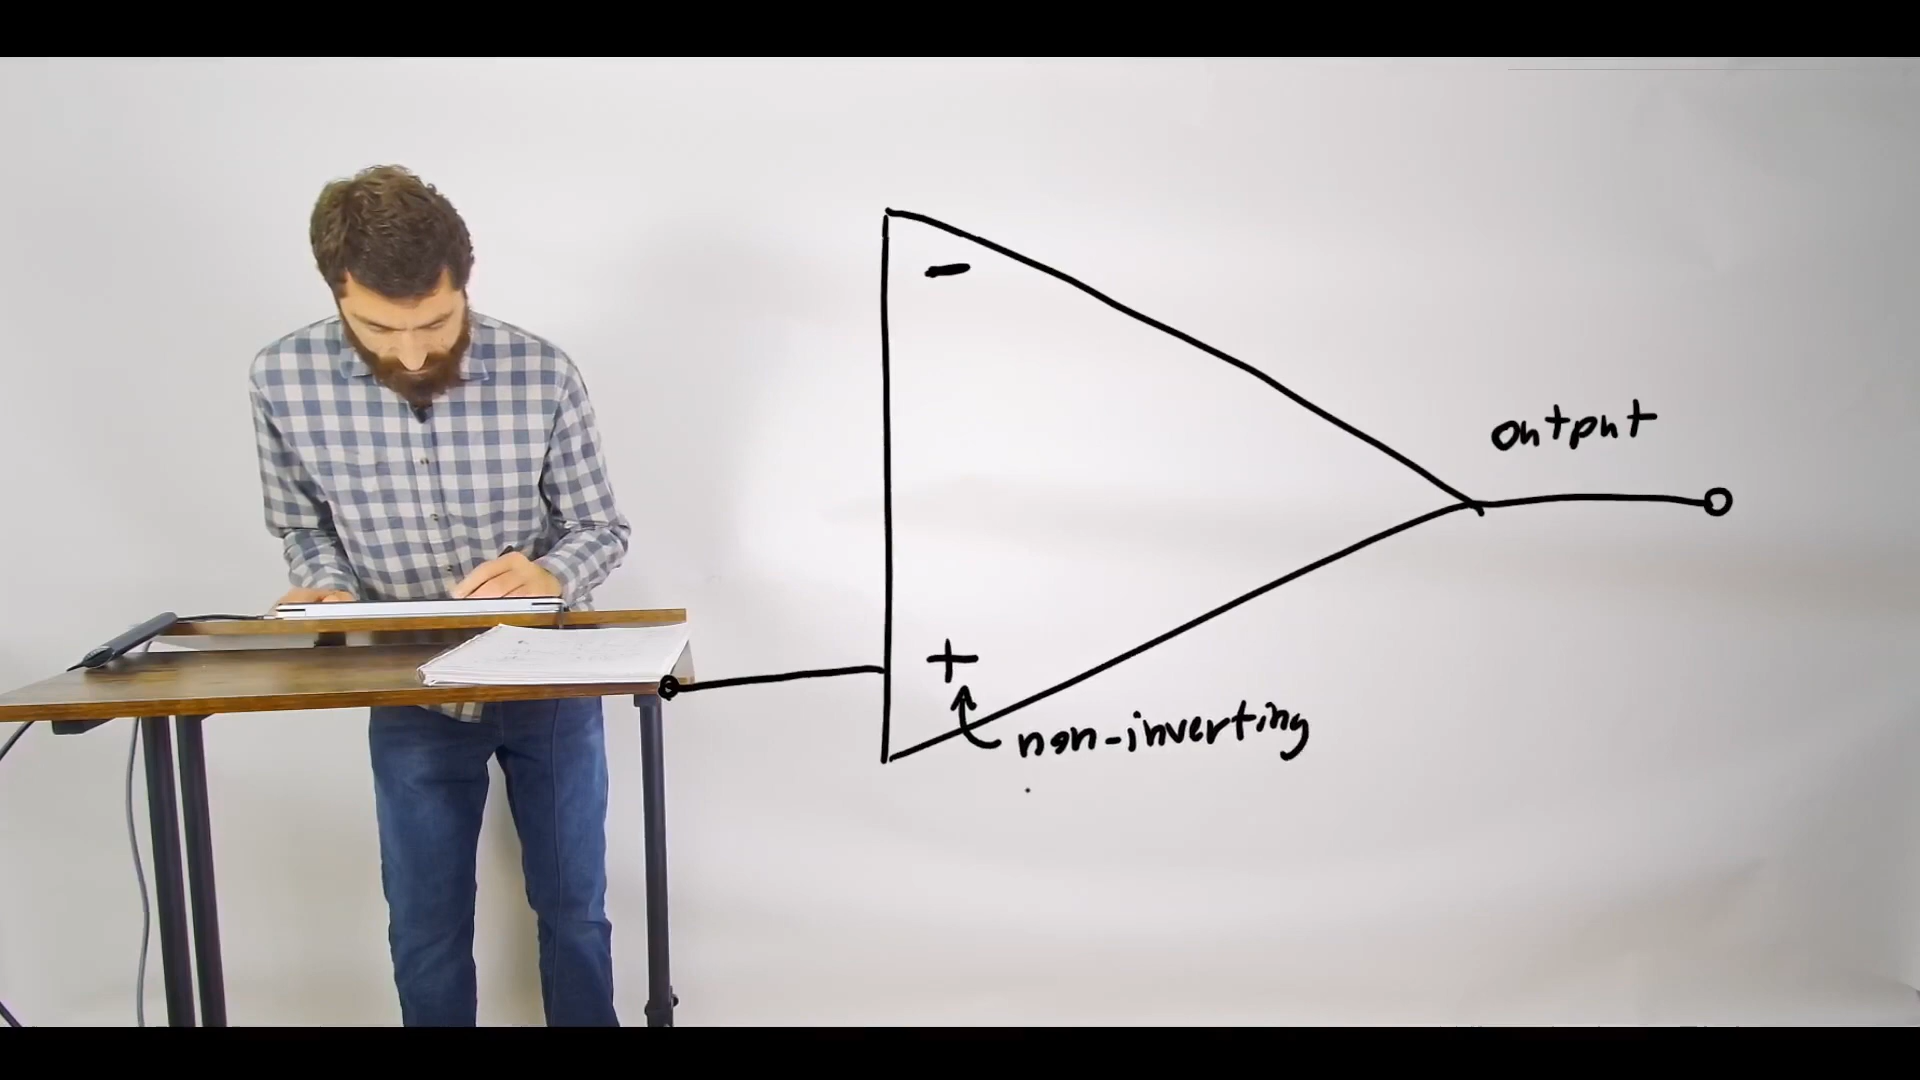 -
output
+
non-inverting